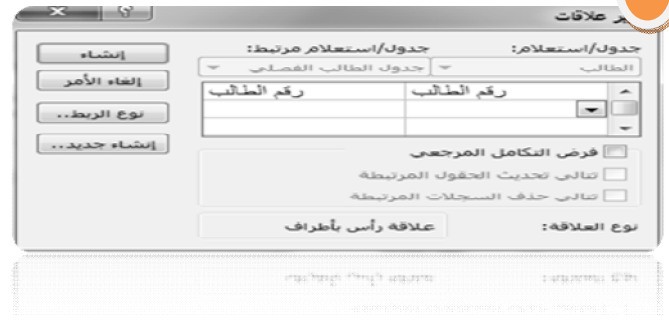 ير علاقات
جدول/استعلام: جدول/استعلام مرتبط:
الطالب جدول الطالب الفصلي
رقم الطالب رقم الطالب
فرض التكامل المرجعي
تتالي تحديث الحقول المرتبطة
تتالي حذف السجلات المرتبطة
نوع العلاقة: علاقة رأس بأطراف
إنشاء
إلغاء الأمر
نوع الربط..
إنشاء جديد..